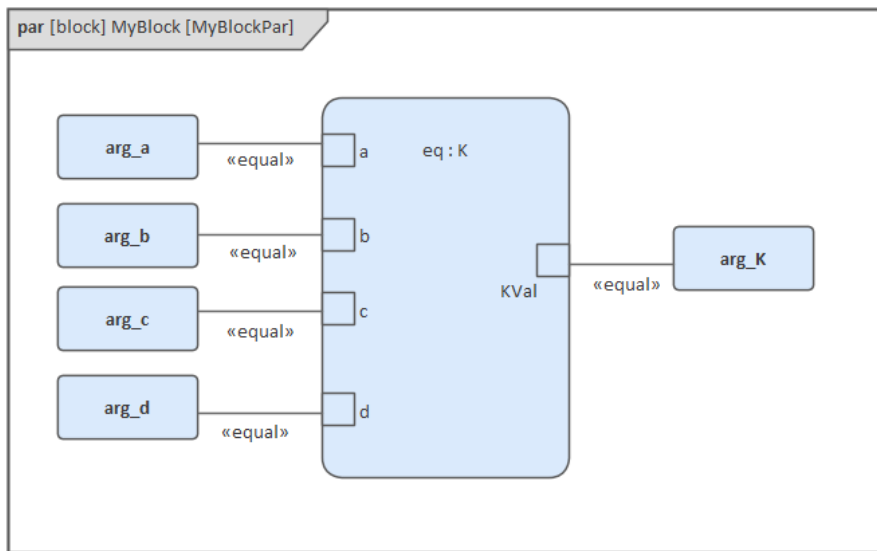 par [block] MyBlock [MyBlockPar]
arg_a
«equal»
a
eq : K
arg_b
«equal»
b
arg_c
«equal»
c
arg_d
«equal»
d
KVal
«equal»
arg_K